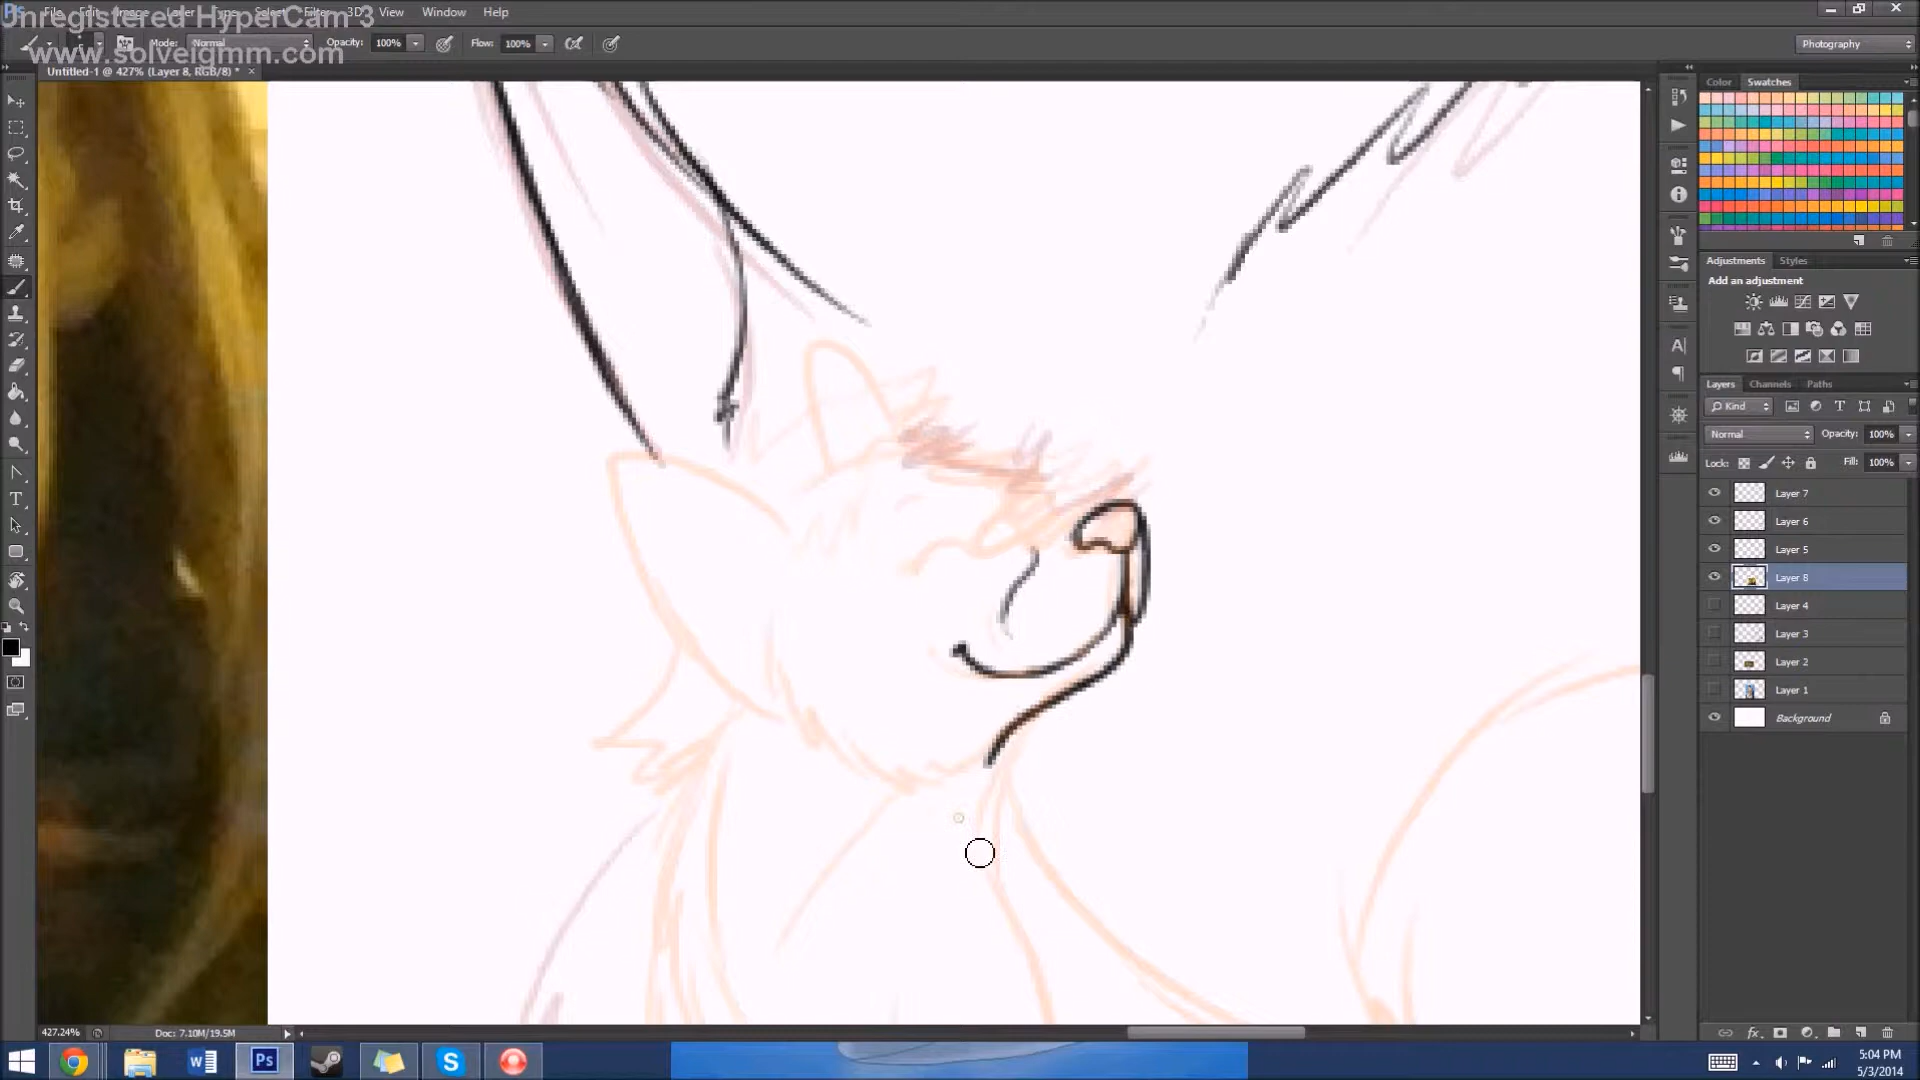 Unregistered HyperCam 3
File Edit Image Layer Type Select Filter 3D View Window Help
www.solveigmm.com
Mode: Normal Opacity: 100% Flow: 100% Photography
Untitled-1 @ 427% (Layer 8, RGB/8) * ×
Color Swatches
Adjustments Styles
Add an adjustment
Layers Channels Paths
Kind
Normal Opacity: 100%
Lock: Fill: 100%
Layer 7
Layer 6
Layer 5
Layer 8
Layer 4
Layer 3
Layer 2
Layer 1
Background
427.24% Doc: 7.10M/19.5M
Ps
5:04 PM
5/3/2014